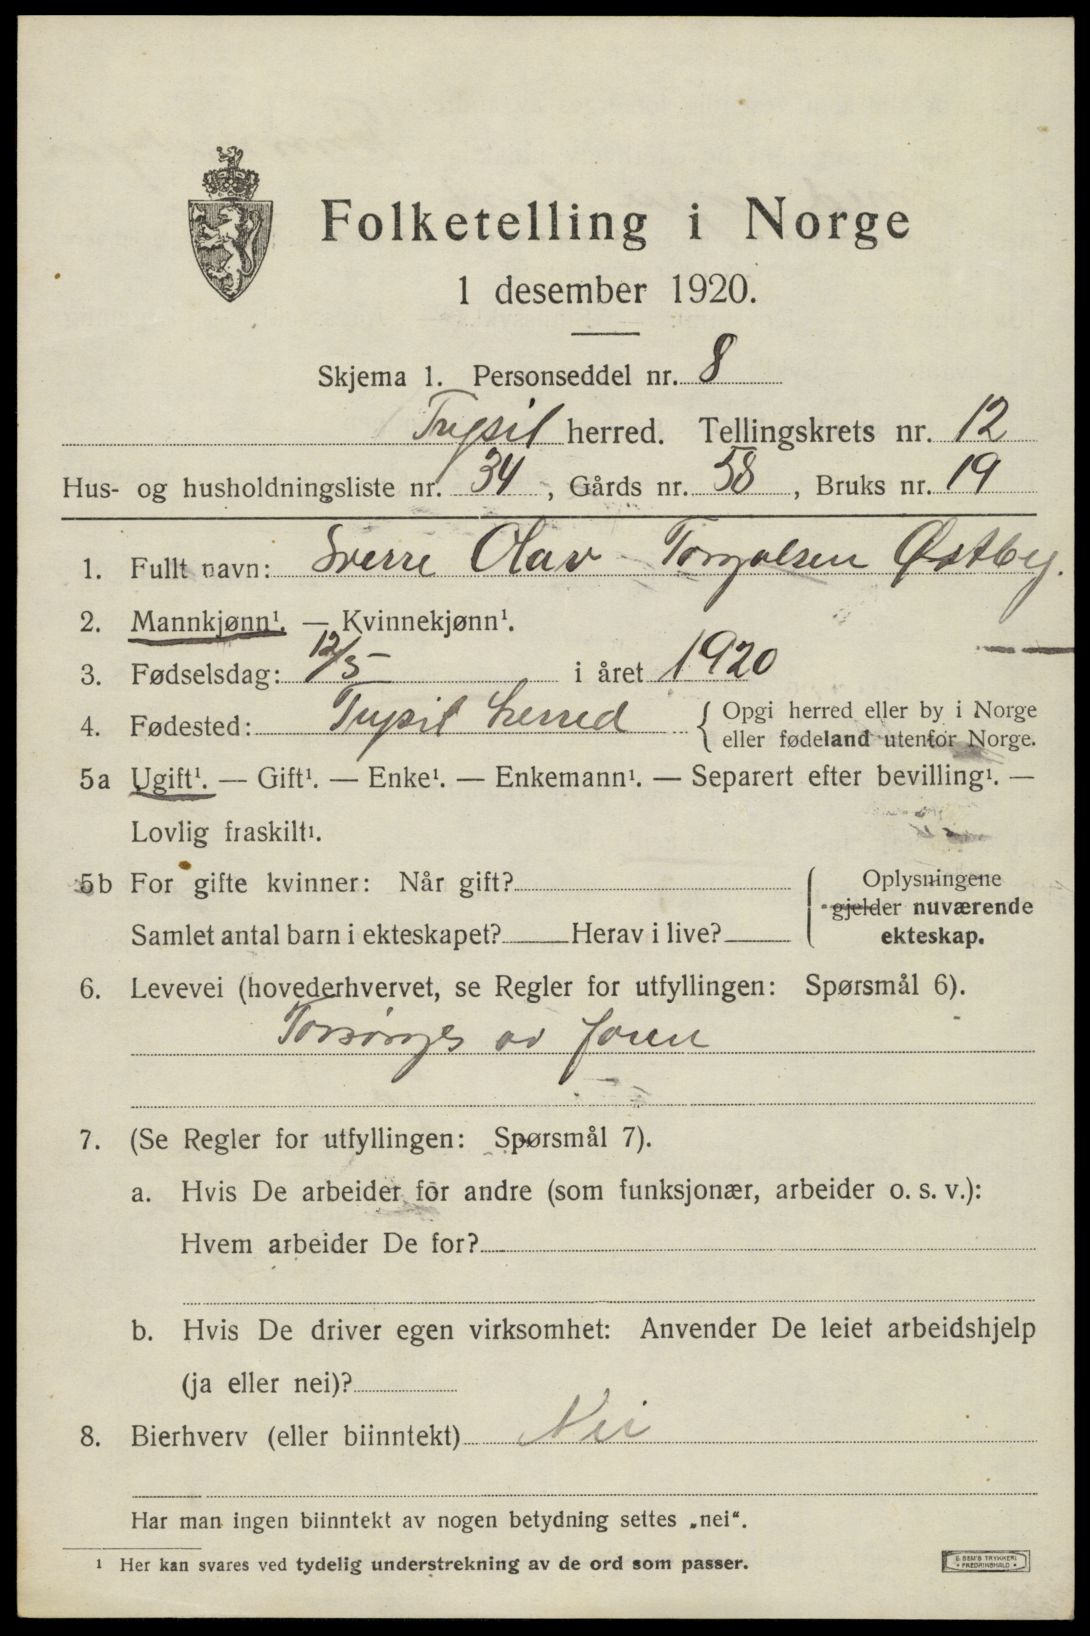 Folketelling i Norge
1 desember 1920.
Skjema 1. Personseddel nr. 8
Trysil herred. Tellingskrets nr. 12
Hus- og husholdningsliste nr. 34, Gårds nr. 58, Bruks nr. 19
1. Fullt navn: Sverre Olav Torgalsen Østby.
2. Mannkjønn¹. — Kvinnekjønn¹.
3. Fødselsdag: 12/5 i året 1920
4. Fødested: Trysil herred { Opgi herred eller by i Norge
eller fødeland utenfor Norge.
5a Ugift¹. — Gift¹. — Enke¹. — Enkemann¹. — Separert efter bevilling¹. —
Lovlig fraskilt¹.
5b For gifte kvinner: Når gift?
Samlet antal barn i ekteskapet? Herav i live?
Oplysningene
gjelder nuværende
ekteskap.
6. Levevei (hovederhvervet, se Regler for utfyllingen: Spørsmål 6).
Forsørges av faren
7. (Se Regler for utfyllingen: Spørsmål 7).
a. Hvis De arbeider for andre (som funksjonær, arbeider o. s. v.):
Hvem arbeider De for?
b. Hvis De driver egen virksomhet: Anvender De leiet arbeidshjelp
(ja eller nei)?
8. Bierhverv (eller biinntekt) Nei
Har man ingen biinntekt av nogen betydning settes „nei“.
¹ Her kan svares ved tydelig understrekning av de ord som passer.
E. SEM'S TRYKKERI
FREDRIKSHALD